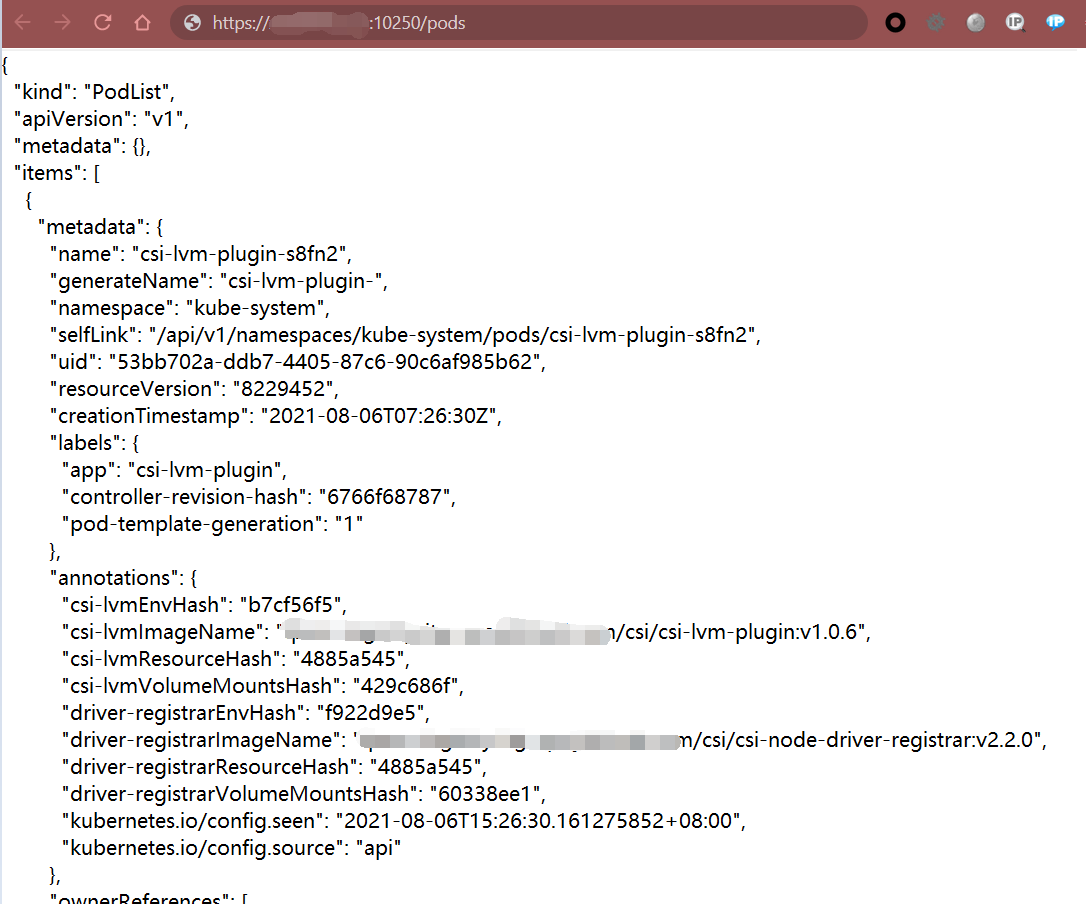 https:// :10250/pods
IP
IP
{
"kind": "PodList",
"apiVersion": "v1",
"metadata": {},
"items": [
{
"metadata": {
"name": "csi-lvm-plugin-s8fn2",
"generateName": "csi-lvm-plugin-",
"namespace": "kube-system",
"selfLink": "/api/v1/namespaces/kube-system/pods/csi-lvm-plugin-s8fn2",
"uid": "53bb702a-ddb7-4405-87c6-90c6af985b62",
"resourceVersion": "8229452",
"creationTimestamp": "2021-08-06T07:26:30Z",
"labels": {
"app": "csi-lvm-plugin",
"controller-revision-hash": "6766f68787",
"pod-template-generation": "1"
},
"annotations": {
"csi-lvmEnvHash": "b7cf56f5",
"csi-lvmImageName": " /csi/csi-lvm-plugin:v1.0.6",
"csi-lvmResourceHash": "4885a545",
"csi-lvmVolumeMountsHash": "429c686f",
"driver-registrarEnvHash": "f922d9e5",
"driver-registrarImageName": /csi/csi-node-driver-registrar:v2.2.0",
"driver-registrarResourceHash": "4885a545",
"driver-registrarVolumeMountsHash": "60338ee1",
"kubernetes.io/config.seen": "2021-08-06T15:26:30.161275852+08:00",
"kubernetes.io/config.source": "api"
},
"ownerReferences": [